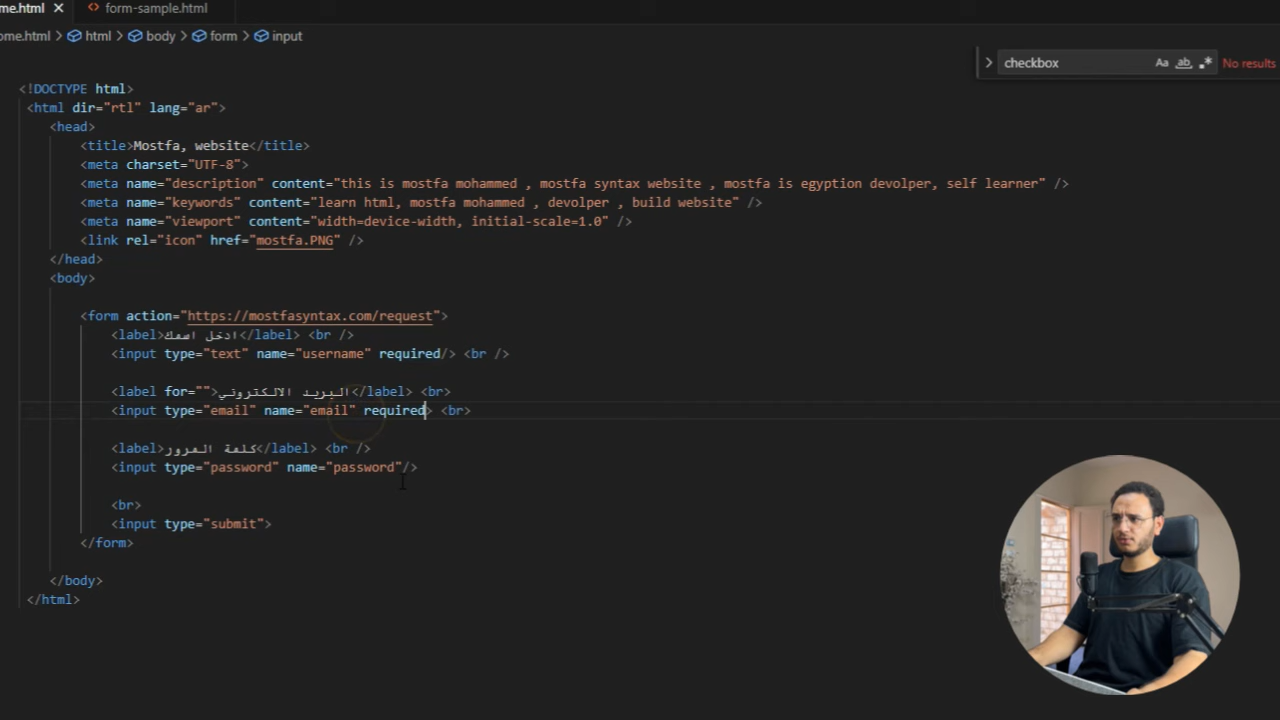 me.html ✕ <> form-sample.html
ome.html > html > body > form > input
checkbox Aa ab .* No results
<!DOCTYPE html>
<html dir="rtl" lang="ar">
<head>
<title>Mostfa, website</title>
<meta charset="UTF-8">
<meta name="description" content="this is mostfa mohammed , mostfa syntax website , mostfa is egyption devolper, self learner" />
<meta name="keywords" content="learn html, mostfa mohammed , devolper , build website" />
<meta name="viewport" content="width=device-width, initial-scale=1.0" />
<link rel="icon" href="mostfa.PNG" />
</head>
<body>
<form action="https://mostfasyntax.com/request">
<label>ادخل اسمك</label> <br />
<input type="text" name="username" required/> <br />
<label for="">البريد الالكتروني</label> <br>
<input type="email" name="email" required> <br>
<label>كلمة المرور</label> <br />
<input type="password" name="password"/>
<br>
<input type="submit">
</form>
</body>
</html>